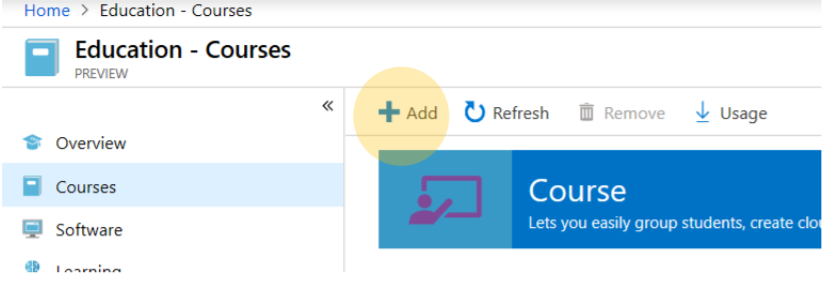 Home > Education - Courses
Education - Courses
PREVIEW
«
Add Refresh Remove Usage
Overview
Courses
Software
Learning
Course
Lets you easily group students, create